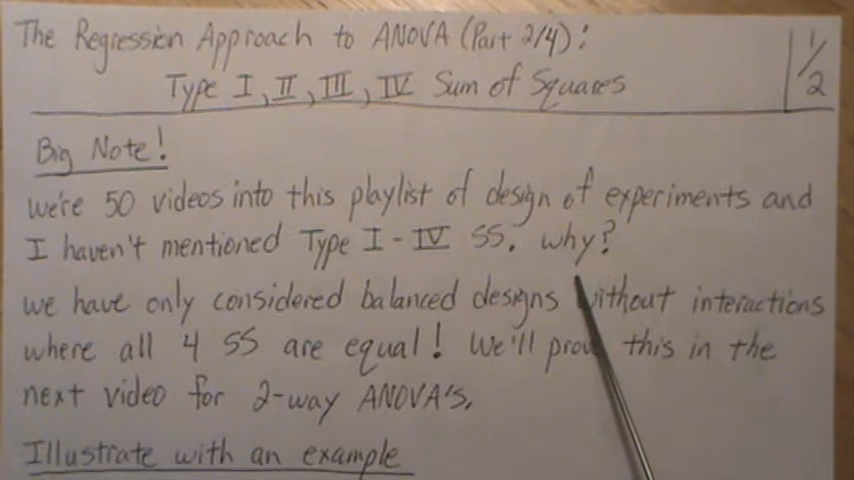 The Regression Approach to ANOVA (Part 2/4):
Type I, II, III, IV Sum of Squares
1/2
Big Note!
we're 50 videos into this playlist of design of experiments and
I haven't mentioned Type I - IV SS. why?
we have only considered balanced designs without interactions
where all 4 SS are equal! We'll prove this in the
next video for 2-way ANOVA's.
Illustrate with an example